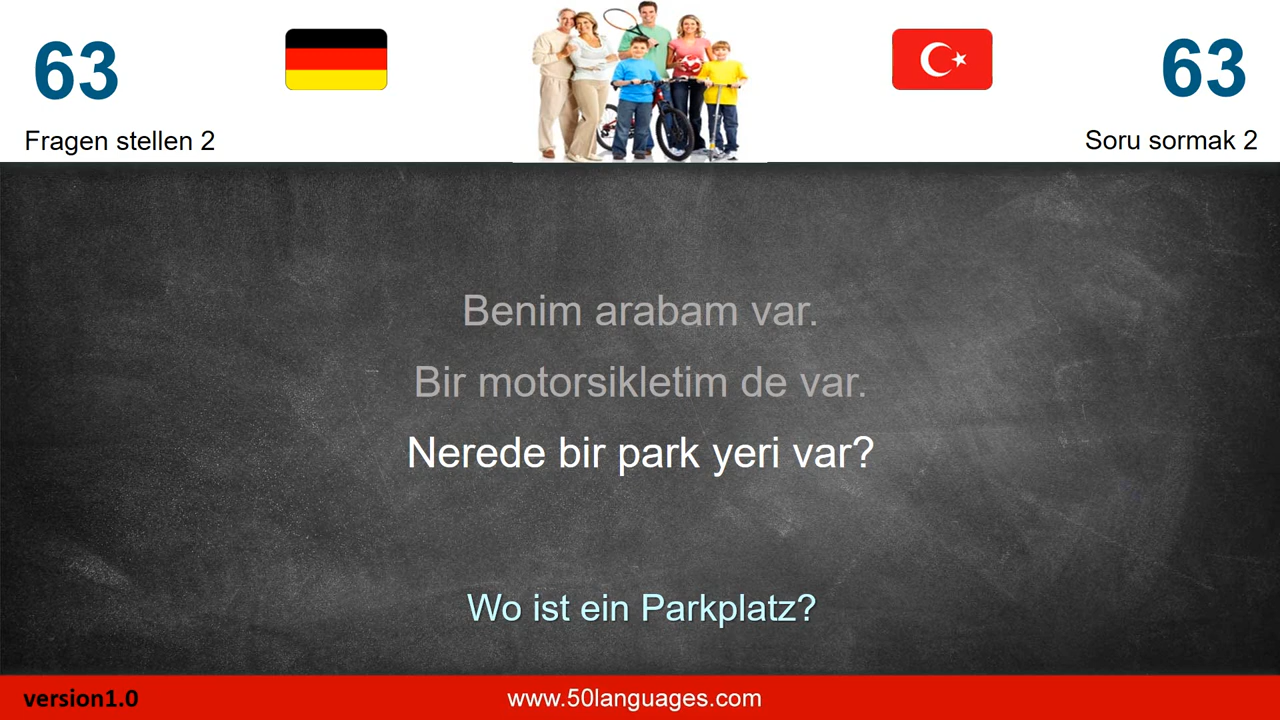 63
63
Fragen stellen 2
Soru sormak 2
Benim arabam var.
Bir motorsikletim de var.
Nerede bir park yeri var?
Wo ist ein Parkplatz?
version1.0
www.50languages.com